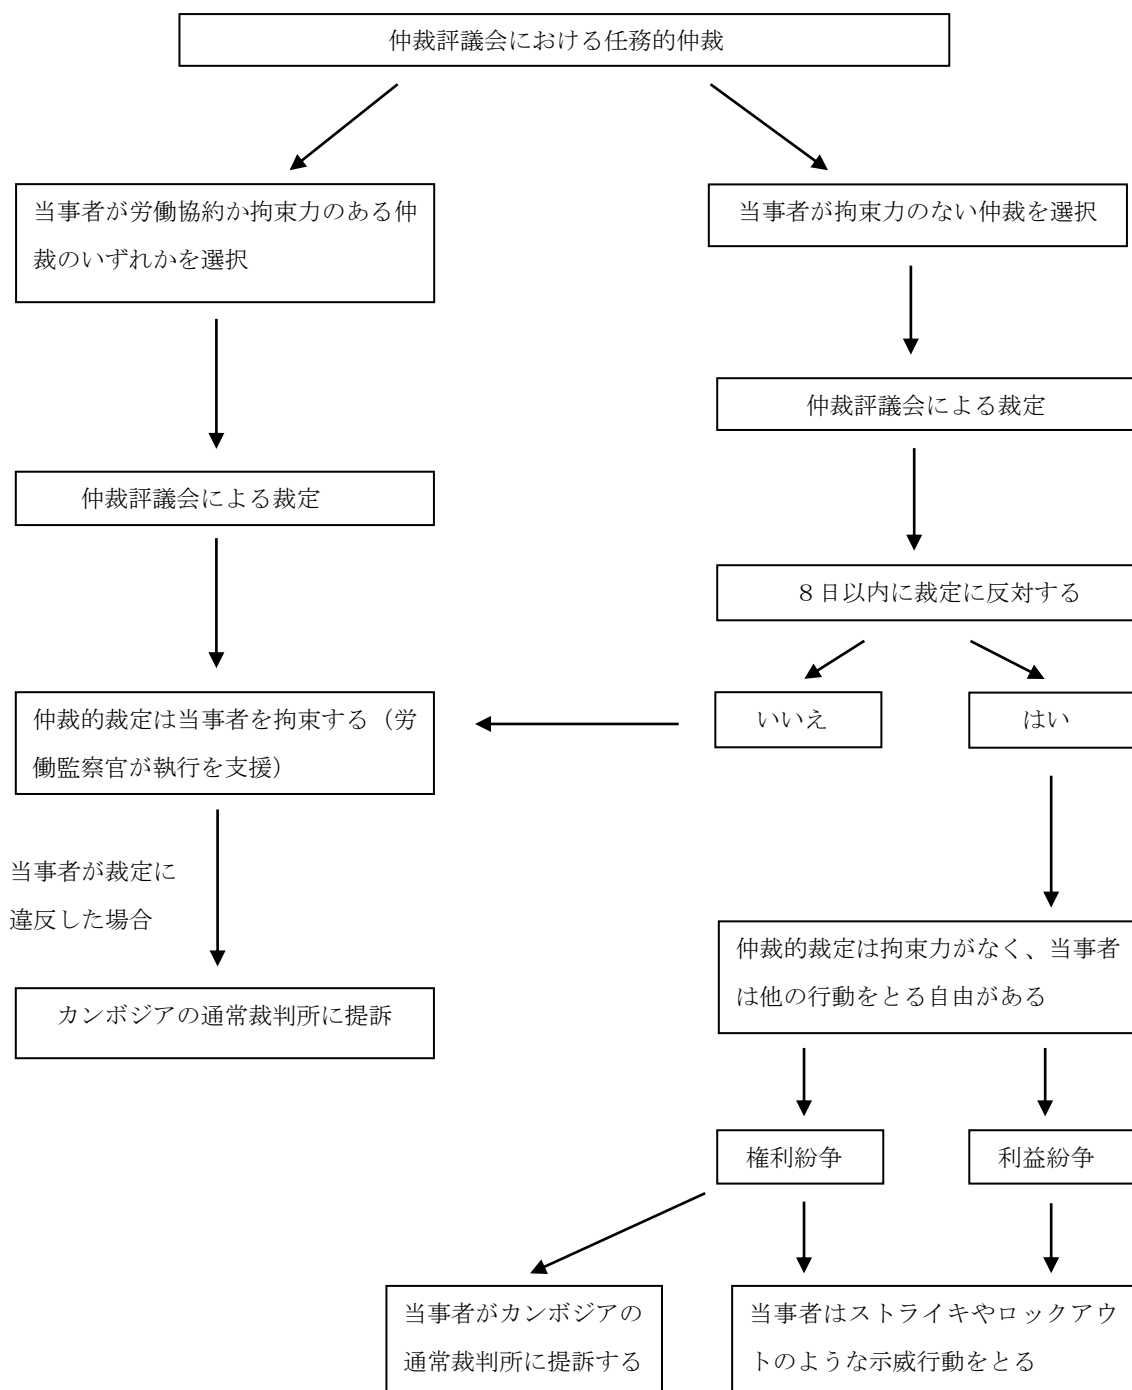 仲裁評議会における任務的仲裁
当事者が労働協約か拘束力のある仲
裁のいずれかを選択
当事者が拘束力のない仲裁を選択
仲裁評議会による裁定
仲裁評議会による裁定
８日以内に裁定に反対する
いいえ
はい
仲裁的裁定は当事者を拘束する（労
働監察官が執行を支援）
当事者が裁定に
違反した場合
カンボジアの通常裁判所に提訴
仲裁的裁定は拘束力がなく、当事者
は他の行動をとる自由がある
権利紛争
利益紛争
当事者がカンボジアの
通常裁判所に提訴する
当事者はストライキやロックアウ
トのような示威行動をとる